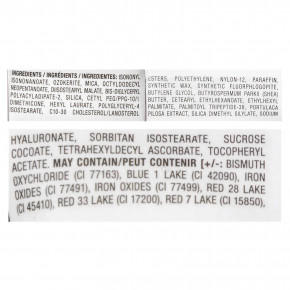 INGREDIENTS / INGRÉDIENTS / INGREDIENTES: ISONONYL
ISONONANOATE, OZOKERITE, MICA, OCTYLDODECYL
NEOPENTANOATE, DIISOSTEARYL MALATE, BIS-DIGLYCERYL
POLYACYLADIPATE-2, SILICA, CETYL PEG/PPG-10/1
DIMETHICONE, HEXYL LAURATE, POLYGLYCERYL-4
ISOSTEARATE, C10-30 CHOLESTEROL/LANOSTEROL
ESTERS, POLYETHYLENE, NYLON-12, PARAFFIN,
SYNTHETIC WAX, SYNTHETIC FLUORPHLOGOPITE,
BUTYLENE GLYCOL, BUTYROSPERMUM PARKII (SHEA)
BUTTER, CETEARYL ETHYLHEXANOATE, ETHYLHEXYL
PALMITATE, PALMITOYL TRIPEPTIDE-38, PORTULACA
PILOSA EXTRACT, SILICA DIMETHYL SILYLATE, SODIUM
HYALURONATE, SORBITAN ISOSTEARATE, SUCROSE
COCOATE, TETRAHEXYLDECYL ASCORBATE, TOCOPHERYL
ACETATE. MAY CONTAIN/PEUT CONTENIR [+/-: BISMUTH
OXYCHLORIDE (CI 77163), BLUE 1 LAKE (CI 42090), IRON
OXIDES (CI 77491), IRON OXIDES (CI 77499), RED 28 LAKE
(CI 45410), RED 33 LAKE (CI 17200), RED 7 LAKE (CI 15850),